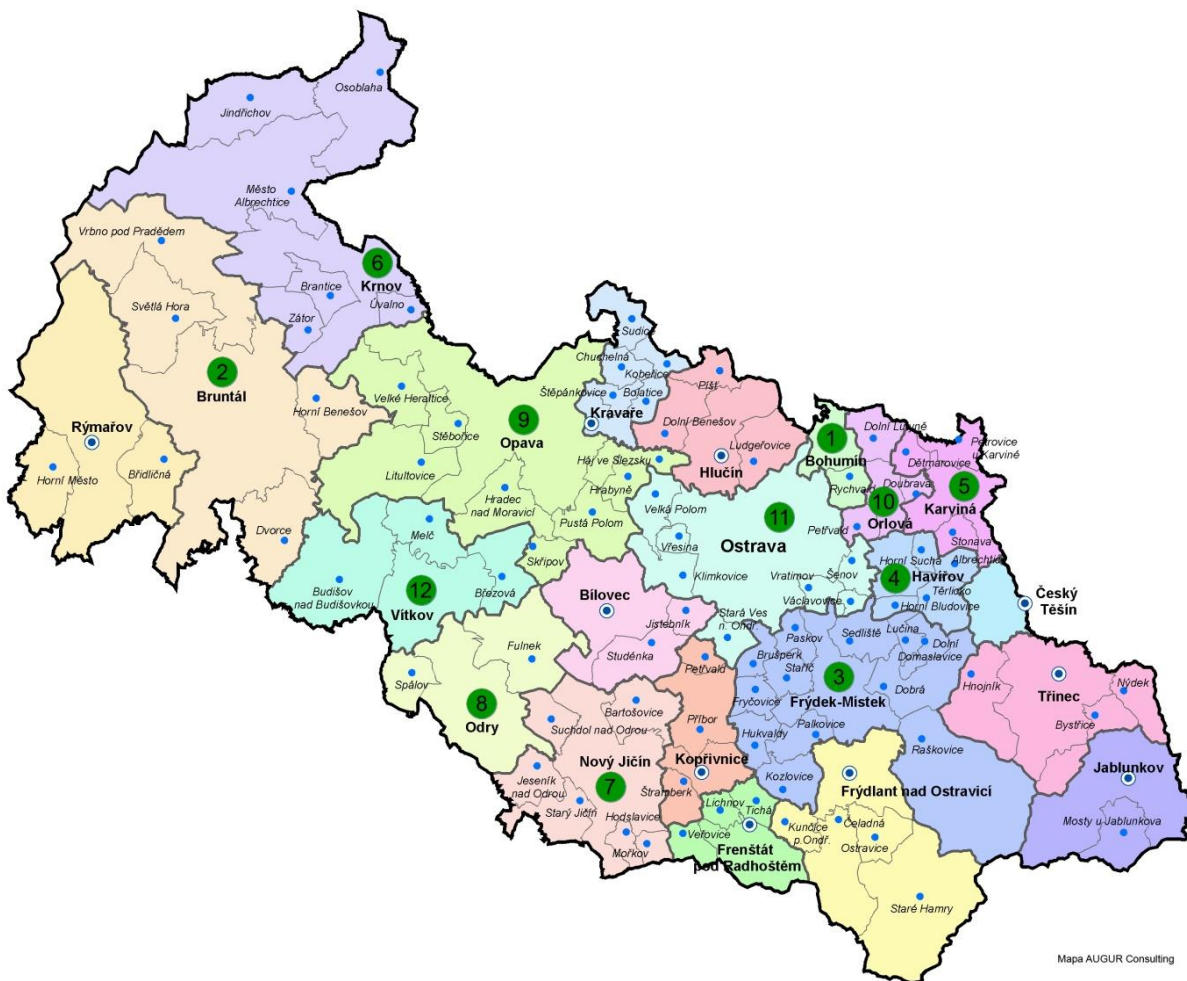 Osoblaha
Jindřichov
Město
Albrechtice
Vrbno pod Pradědem
6
Krnov
Brantice
Úvalno
Světlá Hora
Zátor
2
Bruntál
Horní Benešov
Rýmařov
Horní Město
Břidličná
Dvorce
Sudice
Chuchelná
Kobeřice
Štěpánkovice
Bolatice
Kravaře
Píšť
Dolní Benešov
Ludgeřovice
Hlučín
Velké Heraltice
9
Opava
Stěbořice
Litultovice
Háj ve Slezsku
Hrabyně
Hradec
nad Moravicí
Pustá Polom
Skřipov
Melč
Budišov
nad Budišovkou
12
Vítkov
Březová
1
Bohumín
Rychvald
Dolní Lutyně
Dětmarovice
Petrovice
u Karviné
Doubrava
5
Karviná
10
Orlová
Petřvald
Stonava
Velká Polom
11
Ostrava
Vřesina
Klimkovice
Vratimov
Šenov
Václavovice
Stará Ves
n. Ondř.
Horní Suchá
Albrechtice
4
Havířov
Těrlicko
Horní Bludovice
Český
Těšín
Bílovec
Jistebník
Studénka
Fulnek
Spálov
8
Odry
Petřvald
Příbor
Kopřivnice
Štramberk
Paskov
Sedliště
Lučina
Dolní
Domaslavice
Brušperk
Staříč
3
Frýdek-Místek
Dobrá
Fryčovice
Hukvaldy
Palkovice
Raškovice
Kozlovice
Hnojník
Třinec
Nýdek
Bystřice
Jablunkov
Mosty u Jablunkova
Bartošovice
Suchdol nad Odrou
Nový Jičín
7
Jeseník
nad Odrou
Starý Jičín
Hodslavice
Mořkov
Lichnov
Tichá
Veřovice
Frenštát
pod Radhoštěm
Frýdlant nad Ostravicí
Kunčice
p.Ondř.
Čeladná
Ostravice
Staré Hamry
Mapa AUGUR Consulting